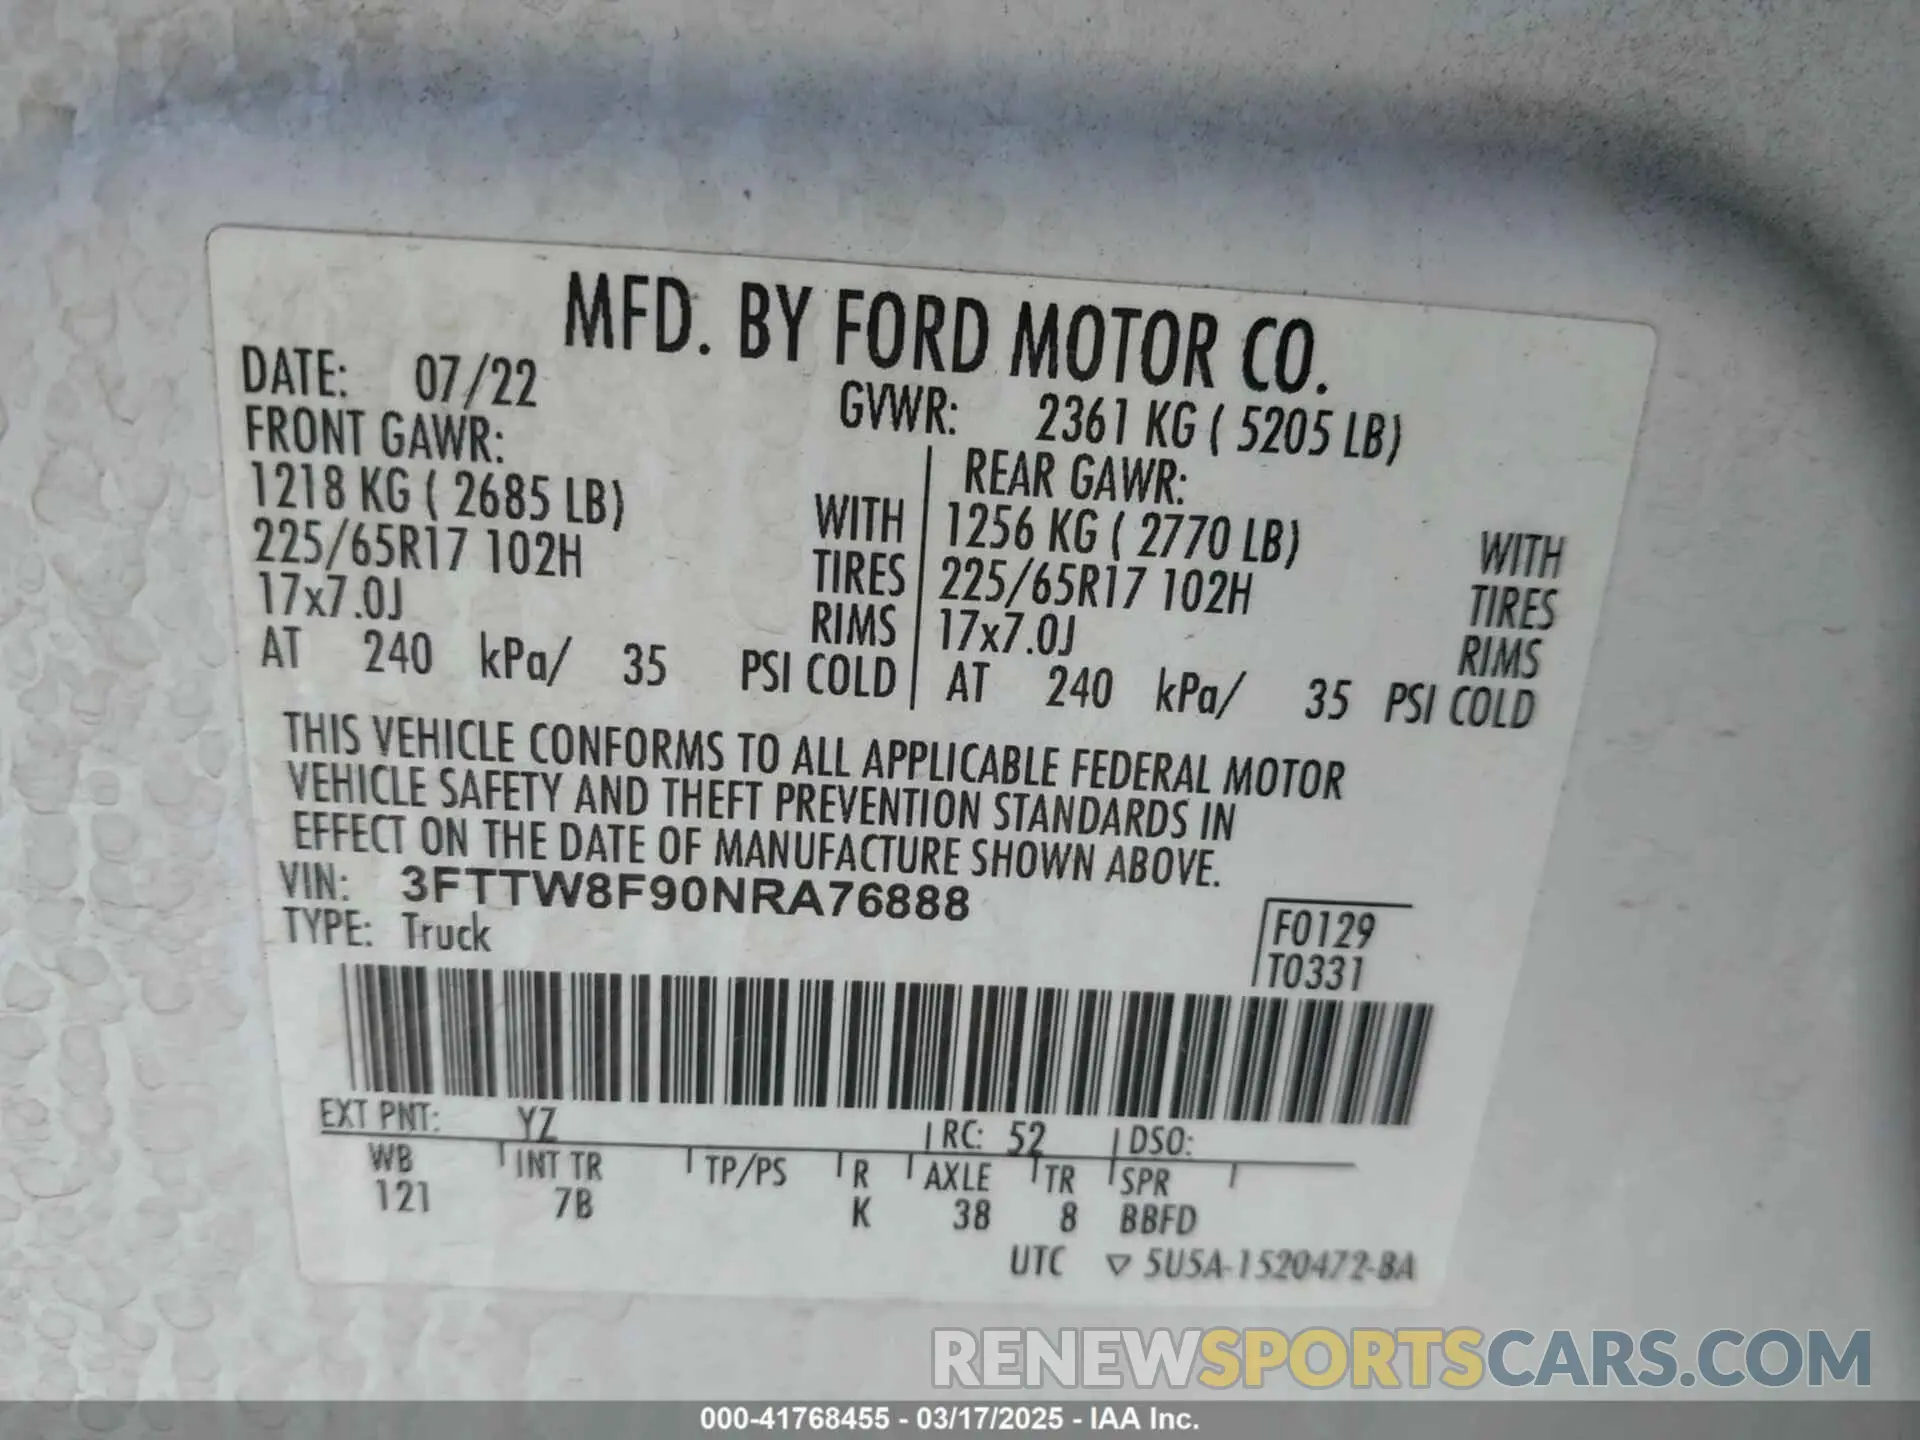 MFD. BY FORD MOTOR CO.
DATE: 07/22 GVWR: 2361 KG ( 5205 LB)
FRONT GAWR: REAR GAWR:
1218 KG ( 2685 LB) WITH 1256 KG ( 2770 LB) WITH
225/65R17 102H TIRES 225/65R17 102H TIRES
17x7.0J RIMS 17x7.0J RIMS
AT 240 kPa/ 35 PSI COLD AT 240 kPa/ 35 PSI COLD
THIS VEHICLE CONFORMS TO ALL APPLICABLE FEDERAL MOTOR
VEHICLE SAFETY AND THEFT PREVENTION STANDARDS IN
EFFECT ON THE DATE OF MANUFACTURE SHOWN ABOVE.
VIN: 3FTTW8F90NRA76888
TYPE: Truck
F0129
T0331
EXT PNT: YZ RC: 52 DSO:
WB INT TR TP/PS R AXLE TR SPR
121 7B K 38 8 BBFD
UTC ▽ 5U5A-1520472-BA
RENEWSPORTSCARS.COM
000-41768455 - 03/17/2025 - IAA Inc.